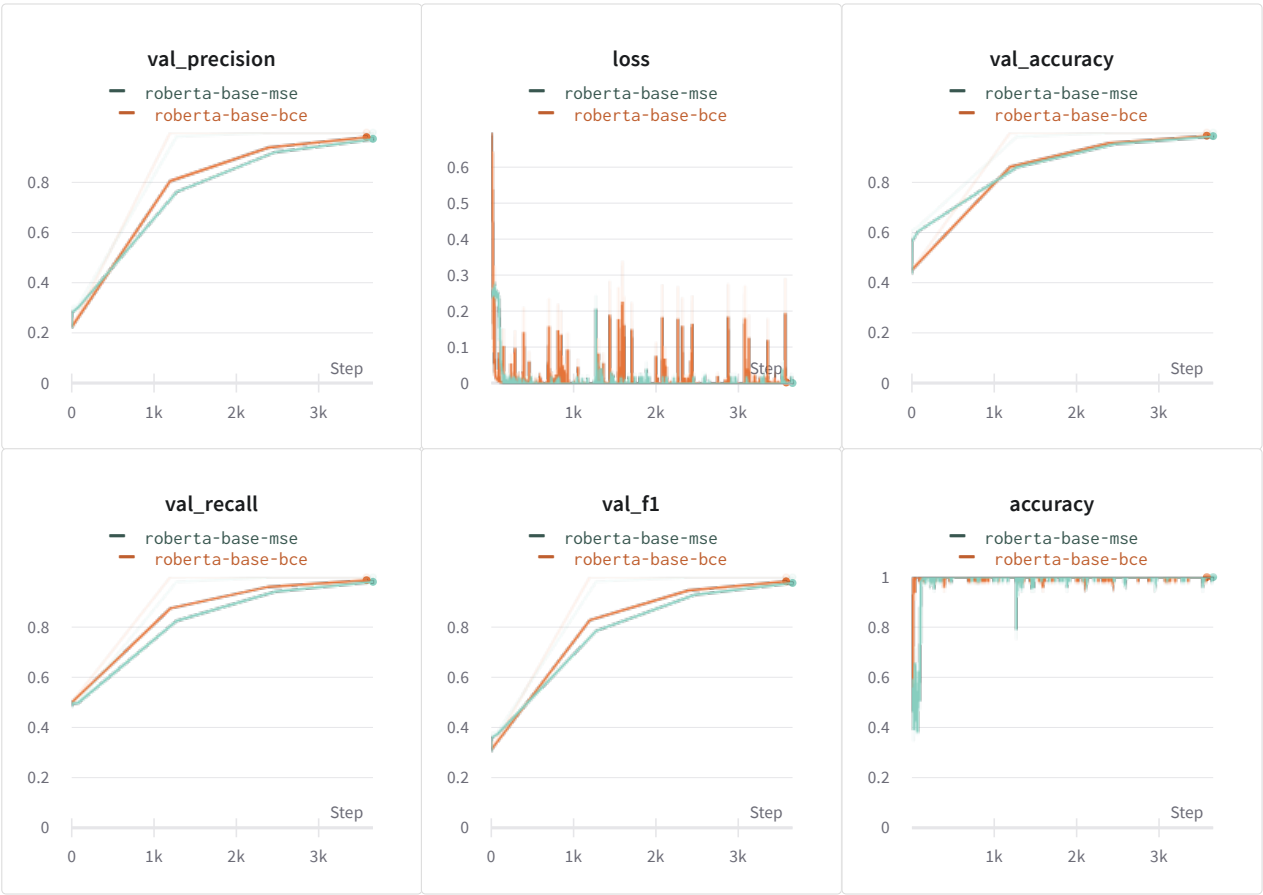 val_precision
roberta-base-mse
roberta-base-bce
0.8
0.6
0.4
0.2
0
Step
0 1k 2k 3k
loss
roberta-base-mse
roberta-base-bce
0.6
0.5
0.4
0.3
0.2
0.1
0
Step
1k 2k 3k
val_accuracy
roberta-base-mse
roberta-base-bce
0.8
0.6
0.4
0.2
0
Step
0 1k 2k 3k
val_recall
roberta-base-mse
roberta-base-bce
0.8
0.6
0.4
0.2
0
Step
0 1k 2k 3k
val_f1
roberta-base-mse
roberta-base-bce
0.8
0.6
0.4
0.2
0
Step
0 1k 2k 3k
accuracy
roberta-base-mse
roberta-base-bce
1
0.8
0.6
0.4
0.2
0
Step
1k 2k 3k